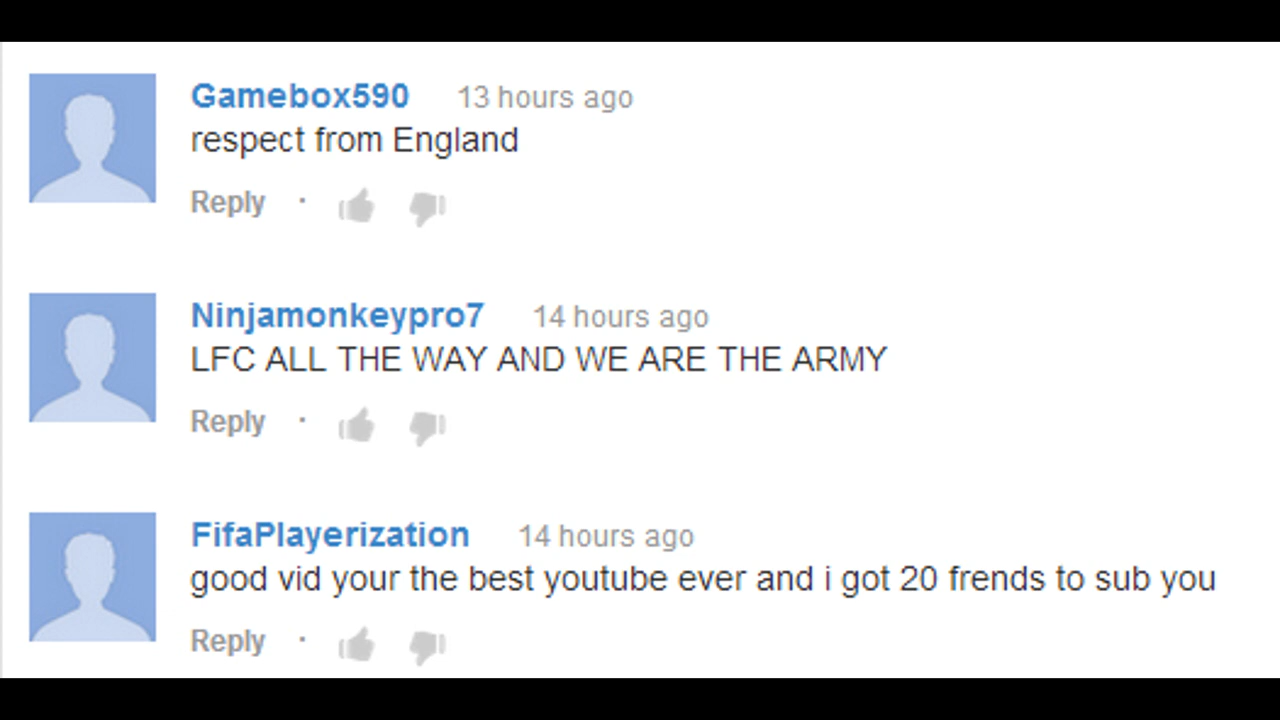 Gamebox590 13 hours ago
respect from England
Reply ·
Ninjamonkeypro7 14 hours ago
LFC ALL THE WAY AND WE ARE THE ARMY
Reply ·
FifaPlayerization 14 hours ago
good vid your the best youtube ever and i got 20 frends to sub you
Reply ·